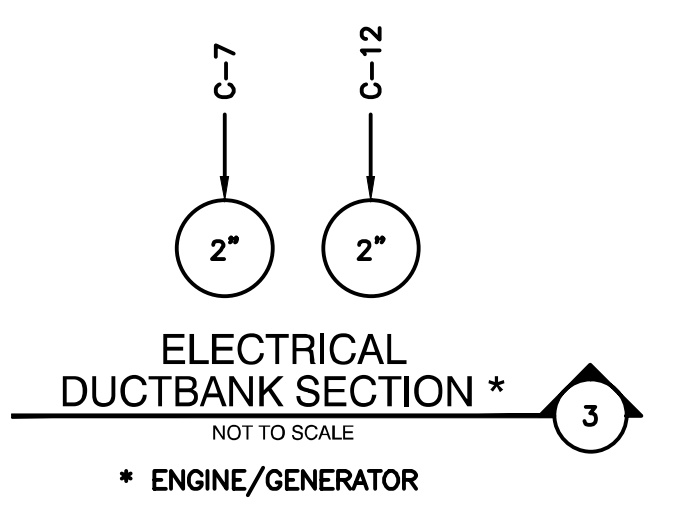 C-7
C-12
2"
2"
ELECTRICAL
DUCTBANK SECTION *
3
NOT TO SCALE
* ENGINE/GENERATOR